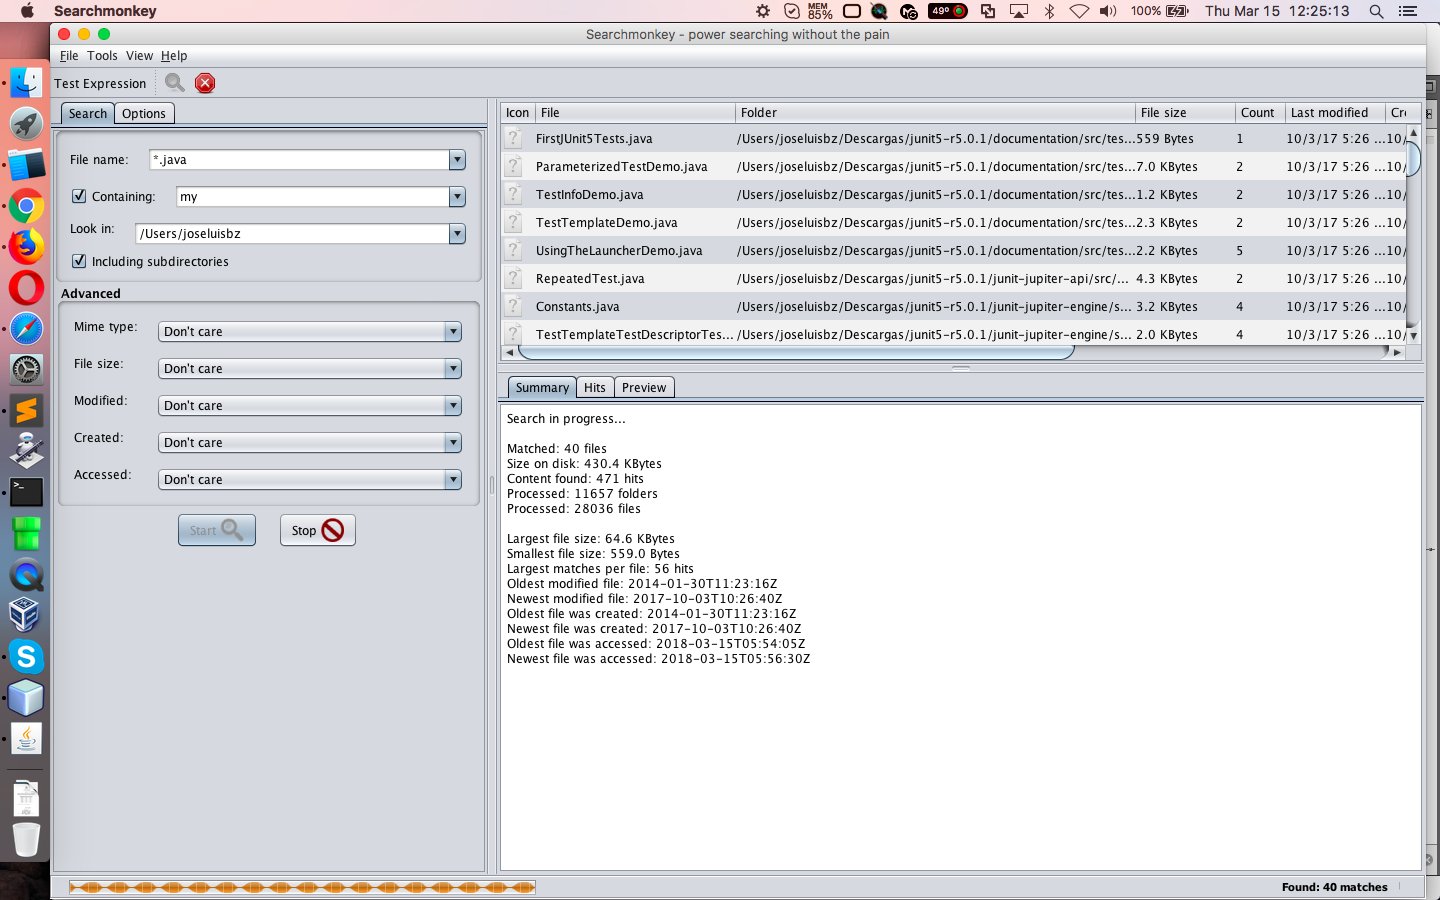 Searchmonkey
MEM
85%
49°
100%
Thu Mar 15 12:25:13
Searchmonkey - power searching without the pain
File Tools View Help
Test Expression
Search Options
File name: *.java
Containing: my
Look in: /Users/joseluisbz
Including subdirectories
Advanced
Mime type: Don't care
File size: Don't care
Modified: Don't care
Created: Don't care
Accessed: Don't care
Start Stop
Icon File Folder File size Count Last modified Cr
FirstJUnit5Tests.java /Users/joseluisbz/Descargas/junit5-r5.0.1/documentation/src/tes... 559 Bytes 1 10/3/17 5:26 ... 10/
ParameterizedTestDemo.java /Users/joseluisbz/Descargas/junit5-r5.0.1/documentation/src/tes... 7.0 KBytes 2 10/3/17 5:26 ... 10/
TestInfoDemo.java /Users/joseluisbz/Descargas/junit5-r5.0.1/documentation/src/tes... 1.2 KBytes 2 10/3/17 5:26 ... 10/
TestTemplateDemo.java /Users/joseluisbz/Descargas/junit5-r5.0.1/documentation/src/tes... 2.3 KBytes 2 10/3/17 5:26 ... 10/
UsingTheLauncherDemo.java /Users/joseluisbz/Descargas/junit5-r5.0.1/documentation/src/tes... 2.2 KBytes 5 10/3/17 5:26 ... 10/
RepeatedTest.java /Users/joseluisbz/Descargas/junit5-r5.0.1/junit-jupiter-api/src/... 4.3 KBytes 2 10/3/17 5:26 ... 10/
Constants.java /Users/joseluisbz/Descargas/junit5-r5.0.1/junit-jupiter-engine/s... 3.2 KBytes 4 10/3/17 5:26 ... 10/
TestTemplateTestDescriptorTes... /Users/joseluisbz/Descargas/junit5-r5.0.1/junit-jupiter-engine/s... 2.0 KBytes 4 10/3/17 5:26 ... 10/
Summary Hits Preview
Search in progress...
Matched: 40 files
Size on disk: 430.4 KBytes
Content found: 471 hits
Processed: 11657 folders
Processed: 28036 files
Largest file size: 64.6 KBytes
Smallest file size: 559.0 Bytes
Largest matches per file: 56 hits
Oldest modified file: 2014-01-30T11:23:16Z
Newest modified file: 2017-10-03T10:26:40Z
Oldest file was created: 2014-01-30T11:23:16Z
Newest file was created: 2017-10-03T10:26:40Z
Oldest file was accessed: 2018-03-15T05:54:05Z
Newest file was accessed: 2018-03-15T05:56:30Z
Found: 40 matches